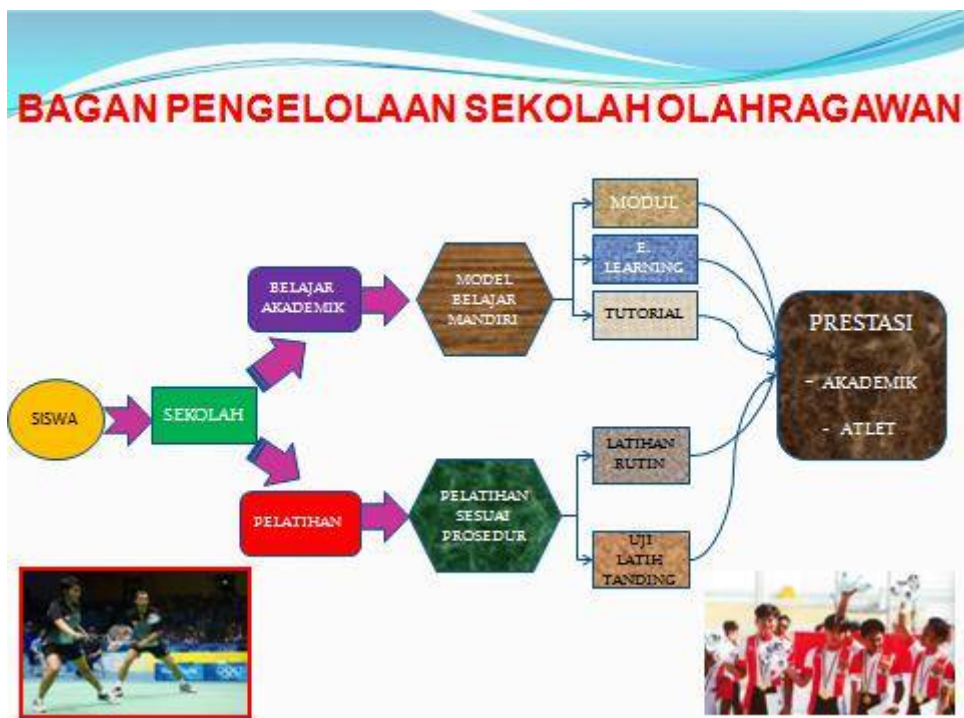 BAGAN PENGELOLAAN SEKOLAH OLAHRAGAWAN
SISWA
SEKOLAH
BELAJAR
AKADEMIK
MODEL
BELAJAR
MANDIRI
MODUL
E.
LEARNING
TUTORIAL
PELATIHAN
PELATIHAN
SESUAI
PROSEDUR
LATIHAN
RUTIN
UJI
LATIH
TANDING
PRESTASI
- AKADEMIK
- ATLET